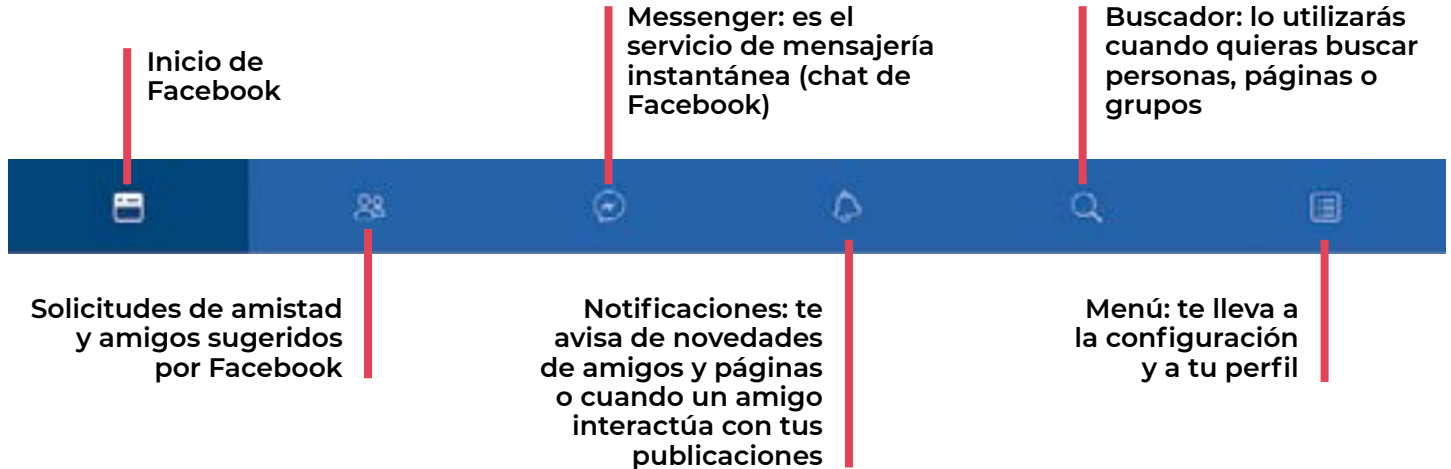 Inicio de
Facebook
Messenger: es el
servicio de mensajería
instantánea (chat de
Facebook)
Buscador: lo utilizarás
cuando quieras buscar
personas, páginas o
grupos
Solicitudes de amistad
y amigos sugeridos
por Facebook
Notificaciones: te
avisa de novedades
de amigos y páginas
o cuando un amigo
interactúa con tus
publicaciones
Menú: te lleva a
la configuración
y a tu perfil